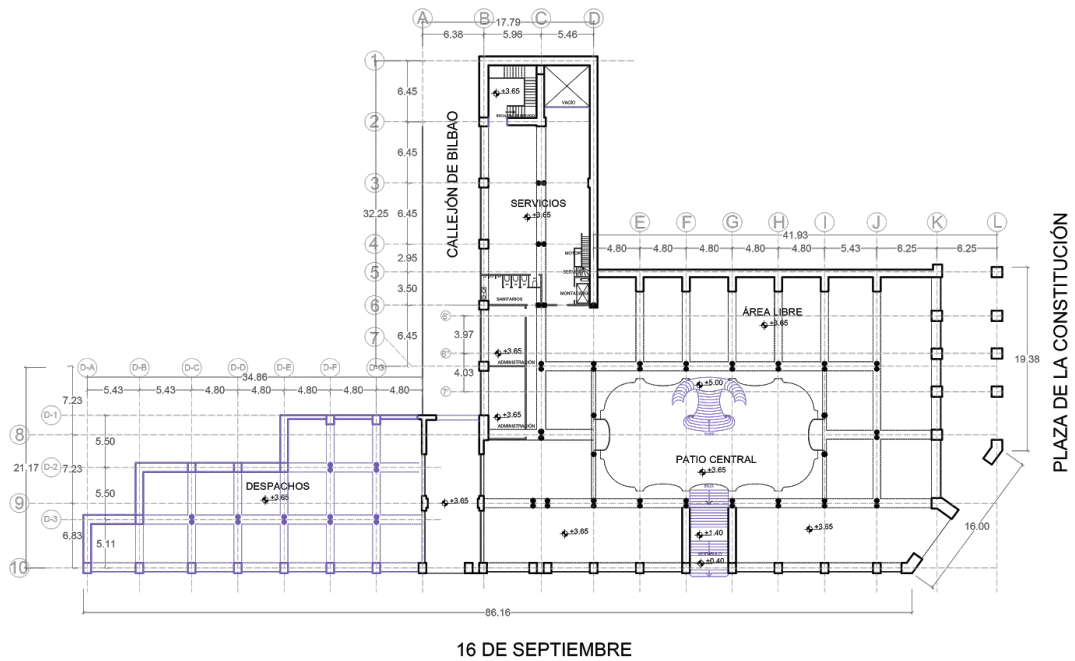 A
B
C
D
17.79
6.38
5.96
5.46
1
+3.65
VACÍO
6.45
2
6.45
3
CALLEJÓN DE BILBAO
SERVICIOS
+3.65
32.25
6.45
4
2.95
5
3.50
6
SANITARIOS
E
F
G
H
I
J
K
L
41.93
4.80
4.80
4.80
4.80
4.80
5.43
6.25
6.25
PLAZA DE LA CONSTITUCIÓN
ÁREA LIBRE
+3.65
6'
3.97
6.45
7
6''
+3.65
ADMINISTRACIÓN
4.03
7'
19.38
D-A
D-B
D-C
D-D
D-E
D-F
D-G
34.86
5.43
5.43
4.80
4.80
4.80
4.80
4.80
7.23
D-1
+5.00
+3.65
ADMINISTRACIÓN
8
5.50
21.17
7.23
D-2
PATIO CENTRAL
+3.65
DESPACHOS
+3.65
5.50
9
D-3
+3.65
6.83
5.11
+3.65
+1.40
+3.65
16.00
10
+0.40
86.16
16 DE SEPTIEMBRE